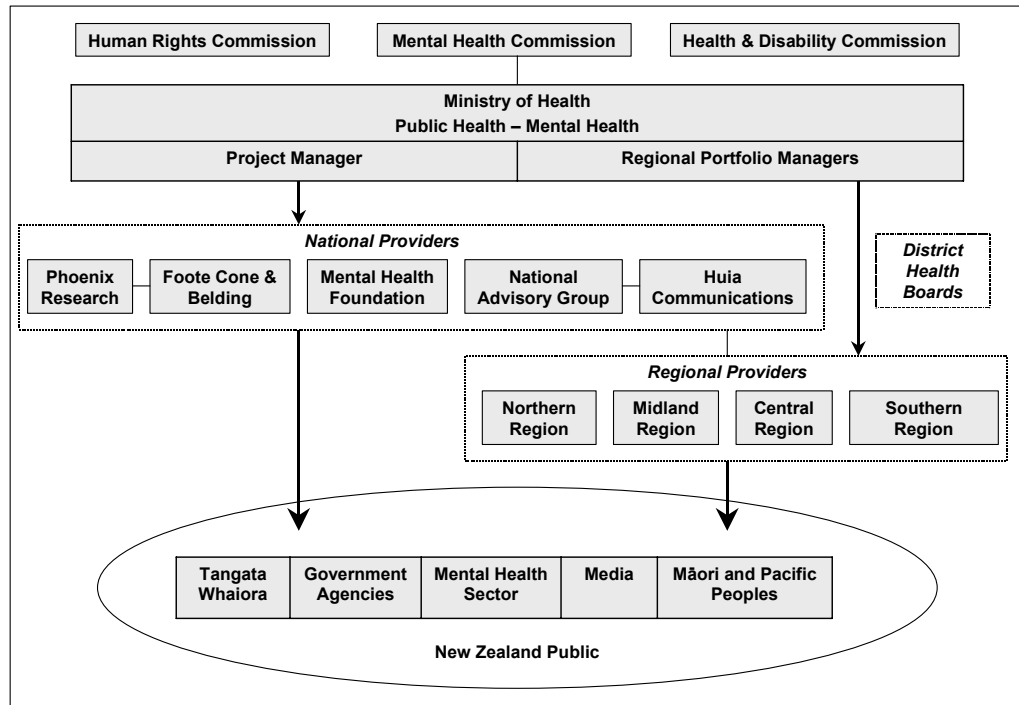 Human Rights Commission
Mental Health Commission
Health & Disability Commission
Ministry of Health
Public Health – Mental Health
Project Manager
Regional Portfolio Managers
National Providers
Phoenix
Research
Foote Cone &
Belding
Mental Health
Foundation
National
Advisory Group
Huia
Communications
District
Health
Boards
Regional Providers
Northern
Region
Midland
Region
Central
Region
Southern
Region
Tangata
Whaiora
Government
Agencies
Mental Health
Sector
Media
Māori and Pacific
Peoples
New Zealand Public